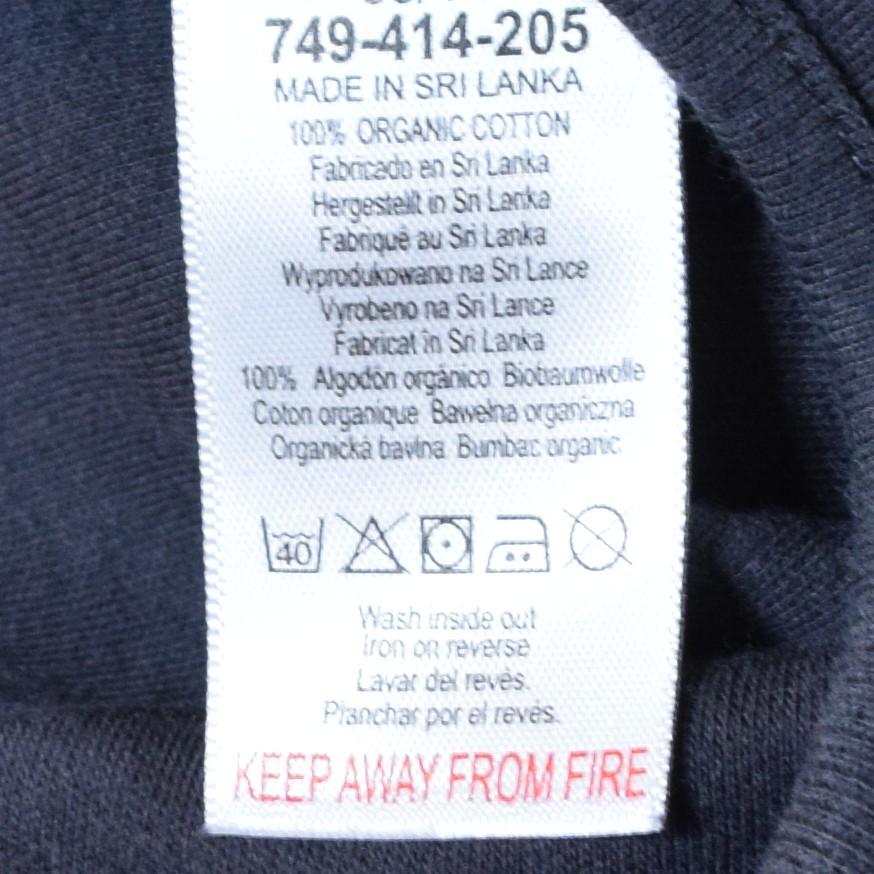 749-414-205
MADE IN SRI LANKA
100% ORGANIC COTTON
Fabricado en Sri Lanka
Hergestellt in Sri Lanka
Fabriqué au Sri Lanka
Wyprodukowano na Sri Lance
Vyrobeno na Srí Lance
Fabricat în Sri Lanka
100% Algodón orgánico Biobaumwolle
Coton organique Bawełna organiczna
Organická bavlna Bumbac organic
40
Wash inside out
Iron on reverse
Lavar del revés.
Planchar por el revés.
KEEP AWAY FROM FIRE